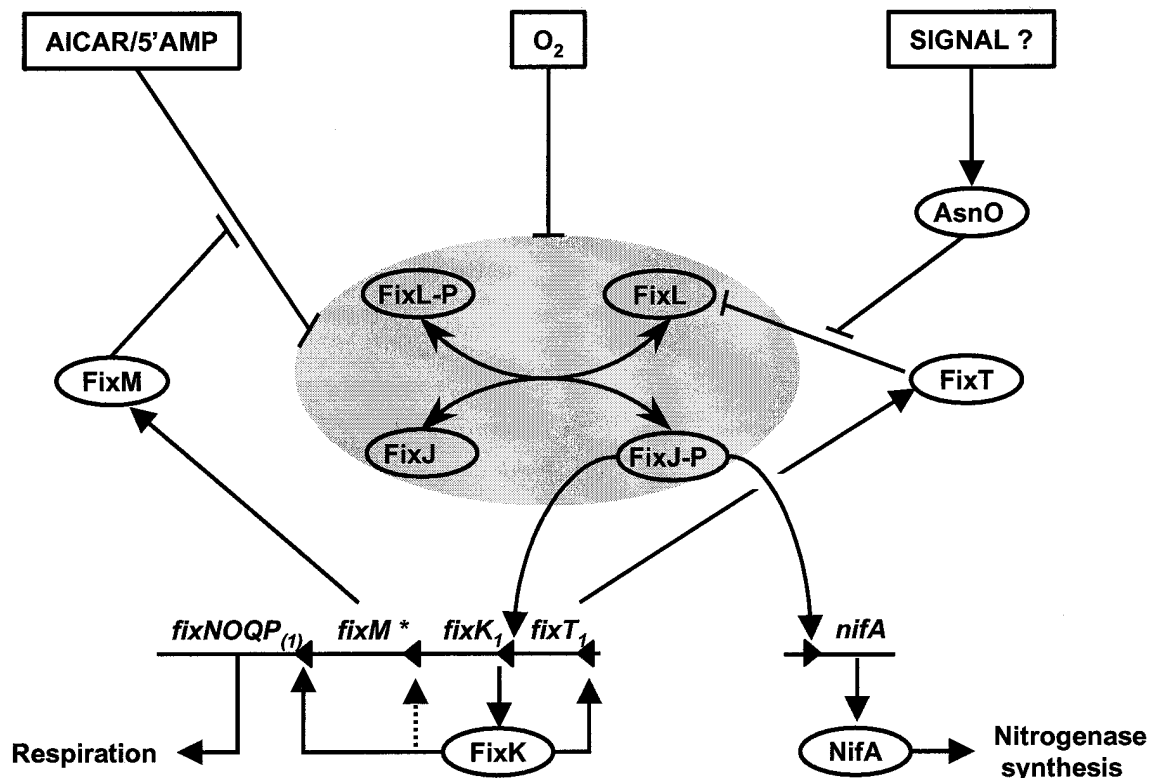 AICAR/5'AMP
O2
SIGNAL ?
AsnO
FixL-P
FixL
FixM
FixT
FixJ
FixJ-P
fixNOQP(1)
fixM *
fixK1
fixT1
nifA
Respiration
FixK
NifA
Nitrogenase
synthesis